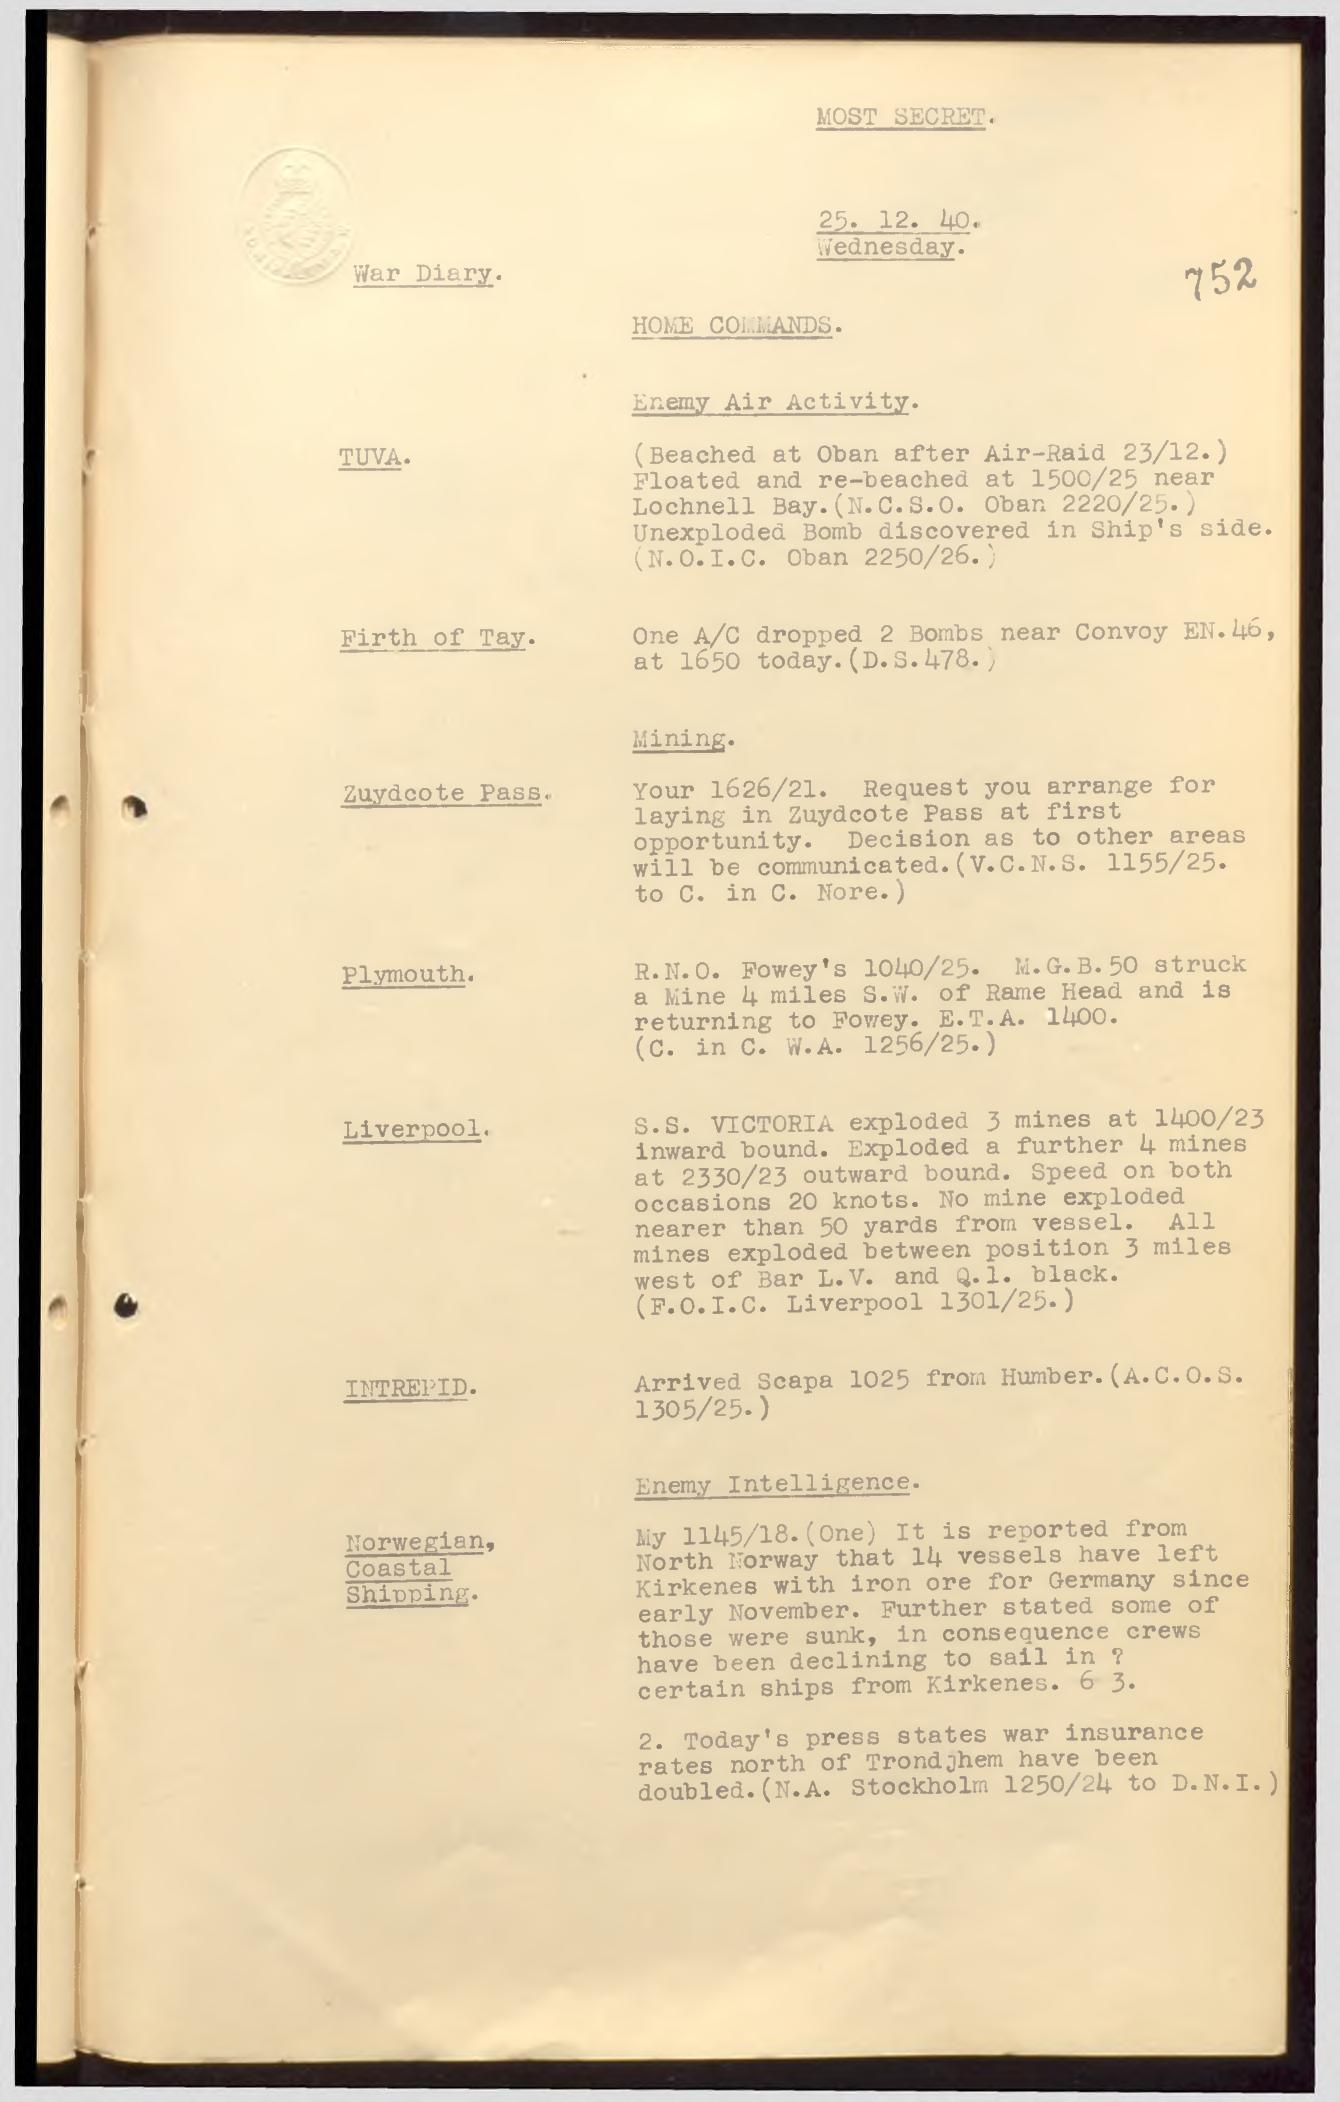 MOST SECRET.
25. 12. 40.
Wednesday.
War Diary.
752
HOME COMMANDS.
Enemy Air Activity.
TUVA.
(Beached at Oban after Air-Raid 23/12.)
Floated and re-beached at 1500/25 near
Lochnell Bay.(N.C.S.O. Oban 2220/25.)
Unexploded Bomb discovered in Ship's side.
(N.O.I.C. Oban 2250/26.)
Firth of Tay.
One A/C dropped 2 Bombs near Convoy EN.46,
at 1650 today.(D.S.478.)
Mining.
Zuydcote Pass.
Your 1626/21. Request you arrange for
laying in Zuydcote Pass at first
opportunity. Decision as to other areas
will be communicated.(V.C.N.S. 1155/25.
to C. in C. Nore.)
Plymouth.
R.N.O. Fowey's 1040/25. M.G.B.50 struck
a Mine 4 miles S.W. of Rame Head and is
returning to Fowey. E.T.A. 1400.
(C. in C. W.A. 1256/25.)
Liverpool.
S.S. VICTORIA exploded 3 mines at 1400/23
inward bound. Exploded a further 4 mines
at 2330/23 outward bound. Speed on both
occasions 20 knots. No mine exploded
nearer than 50 yards from vessel. All
mines exploded between position 3 miles
west of Bar L.V. and Q.1. black.
(F.O.I.C. Liverpool 1301/25.)
INTREPID.
Arrived Scapa 1025 from Humber.(A.C.O.S.
1305/25.)
Enemy Intelligence.
Norwegian,
Coastal
Shipping.
My 1145/18.(One) It is reported from
North Norway that 14 vessels have left
Kirkenes with iron ore for Germany since
early November. Further stated some of
those were sunk, in consequence crews
have been declining to sail in ?
certain ships from Kirkenes. 6 3.
2. Today's press states war insurance
rates north of Trondjhem have been
doubled.(N.A. Stockholm 1250/24 to D.N.I.)